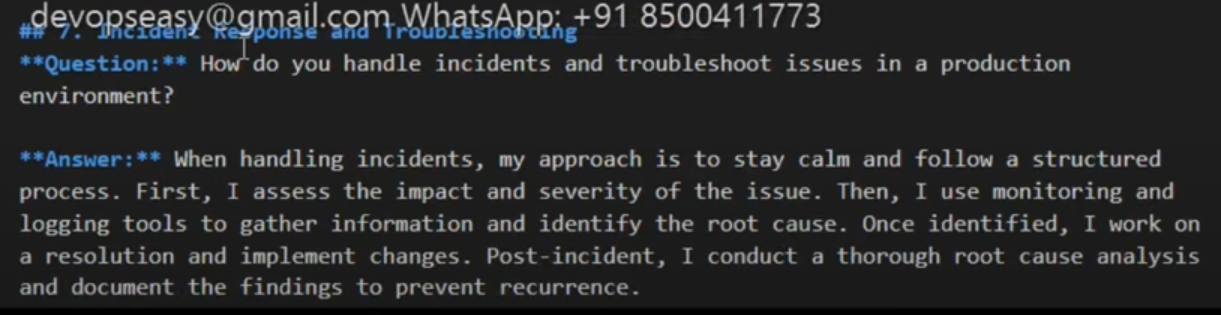 devopseasy@gmail.com WhatsApp: +91 8500411773
## 7. Incident Response and Troubleshooting
**Question:** How do you handle incidents and troubleshoot issues in a production
environment?
**Answer:** When handling incidents, my approach is to stay calm and follow a structured
process. First, I assess the impact and severity of the issue. Then, I use monitoring and
logging tools to gather information and identify the root cause. Once identified, I work on
a resolution and implement changes. Post-incident, I conduct a thorough root cause analysis
and document the findings to prevent recurrence.